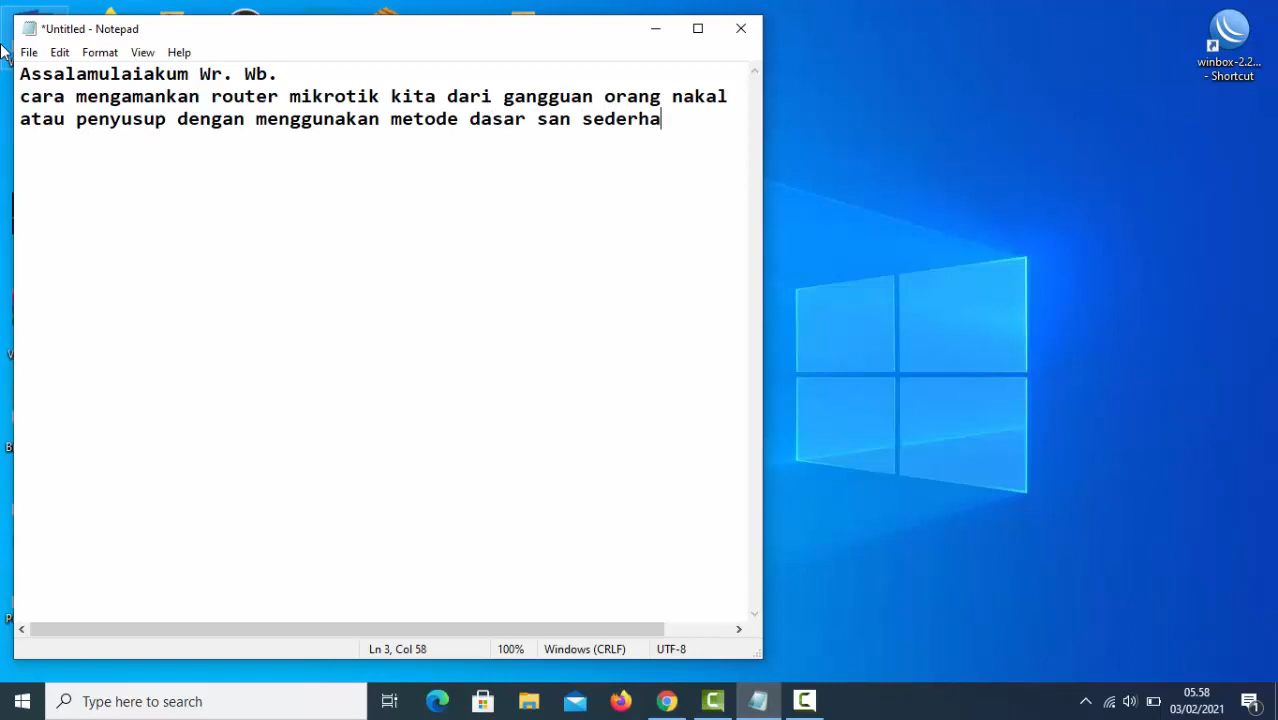 *Untitled - Notepad
File Edit Format View Help
Assalamulaiakum Wr. Wb.
cara mengamankan router mikrotik kita dari gangguan orang nakal
atau penyusup dengan menggunakan metode dasar san sederha
Ln 3, Col 58 100% Windows (CRLF) UTF-8
winbox-2.2...
- Shortcut
Type here to search
05.58
03/02/2021
1